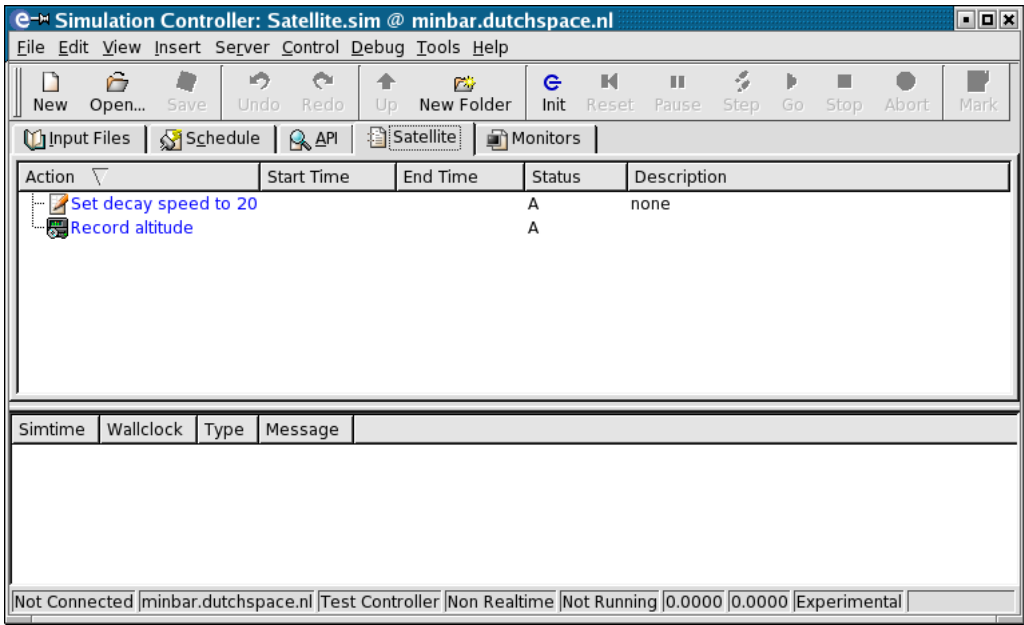 Simulation Controller: Satellite.sim @ minbar.dutchspace.nl
File Edit View Insert Server Control Debug Tools Help
New Open... Save Undo Redo Up New Folder Init Reset Pause Step Go Stop Abort Mark
Input Files Schedule API Satellite Monitors
Action Start Time End Time Status Description
Set decay speed to 20 A none
Record altitude A
Simtime Wallclock Type Message
Not Connected minbar.dutchspace.nl Test Controller Non Realtime Not Running 0.0000 0.0000 Experimental